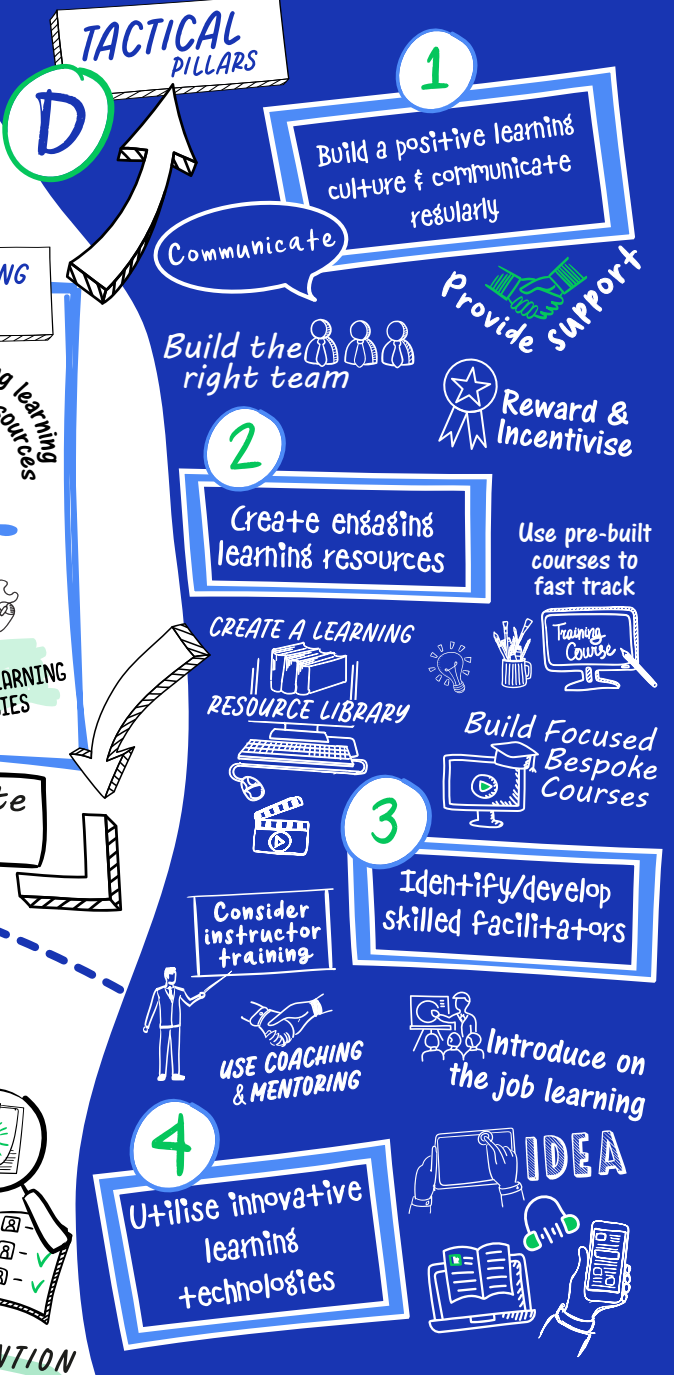 TACTICAL
PILLARS
D
1
Build a positive learning
culture & communicate
regularly
Communicate
Provide support
Build the
right team
Reward &
Incentivise
2
Create engaging
learning resources
Use pre-built
courses to
fast track
Training
Course
CREATE A LEARNING
RESOURCE LIBRARY
Build Focused
Bespoke
Courses
3
Identify/develop
skilled facilitators
Consider
instructor
training
USE COACHING
& MENTORING
Introduce on
the job learning
4
Utilise innovative
learning
technologies
IDEA
learning